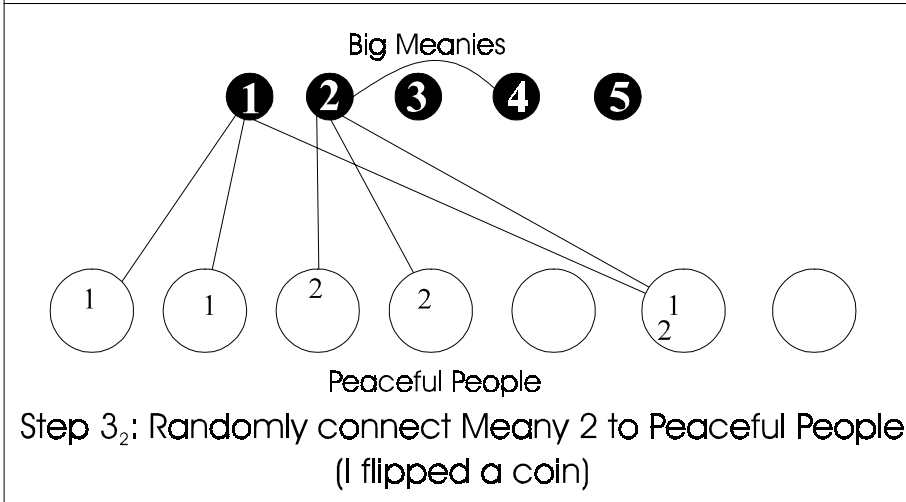 Big Meanies
1 2 3 4 5
1 1 2 2 1
2
Peaceful People
Step 3₂: Randomly connect Meany 2 to Peaceful People
(I flipped a coin)